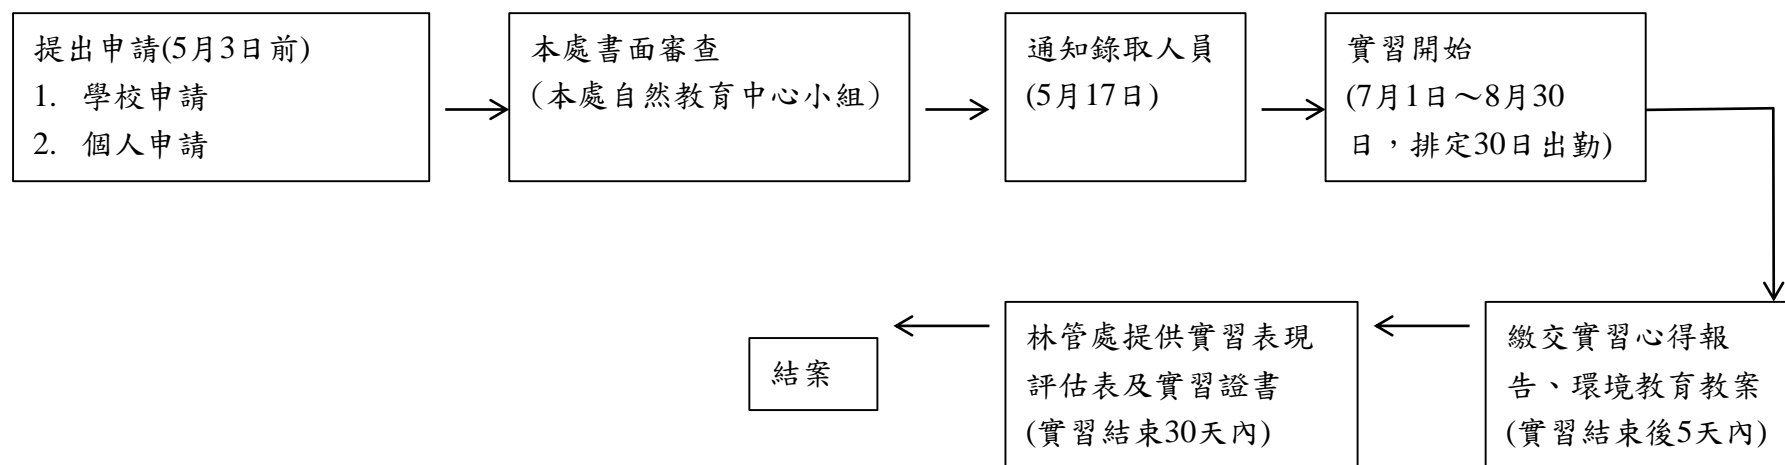 提出申請(5月3日前)
1. 學校申請
2. 個人申請
本處書面審查
（本處自然教育中心小組）
通知錄取人員
(5月17日)
實習開始
(7月1日～8月30
日，排定30日出勤)
繳交實習心得報
告、環境教育教案
(實習結束後5天內)
林管處提供實習表現
評估表及實習證書
(實習結束30天內)
結案